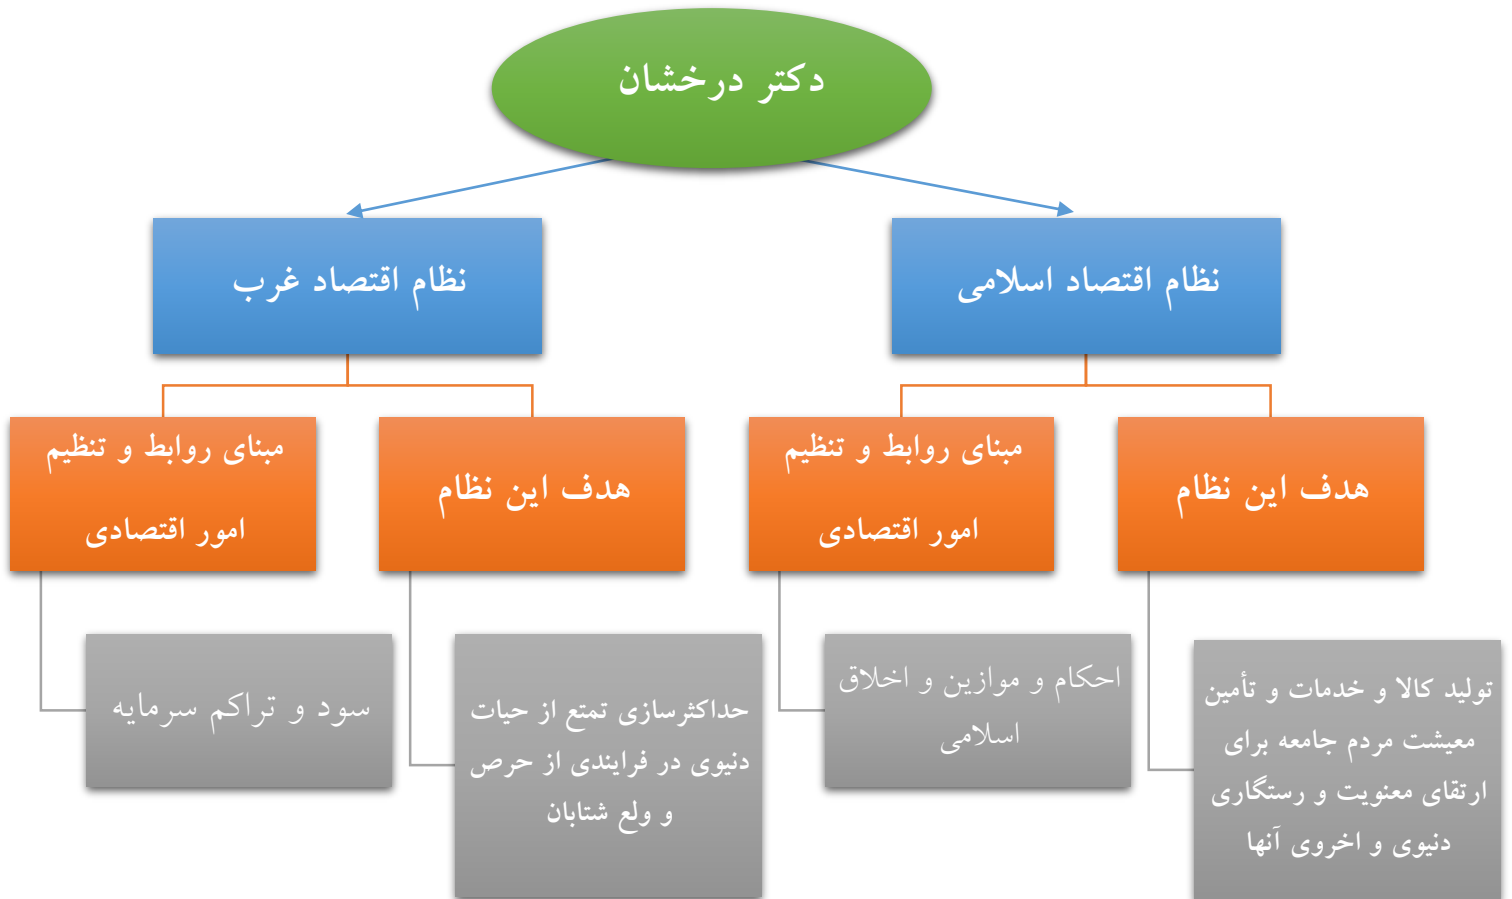 دکتر درخشان
نظام اقتصاد اسلامی
نظام اقتصاد غرب
هدف این نظام
مبنای روابط و تنظیم
امور اقتصادی
هدف این نظام
مبنای روابط و تنظیم
امور اقتصادی
تولید کالا و خدمات و تأمین
معیشت مردم جامعه برای
ارتقای معنویت و رستگاری
دنیوی و اخروی آنها
احکام و موازین و اخلاق
اسلامی
حداکثرسازی تمتع از حیات
دنیوی در فرایندی از حرص
و ولع شتابان
سود و تراکم سرمایه